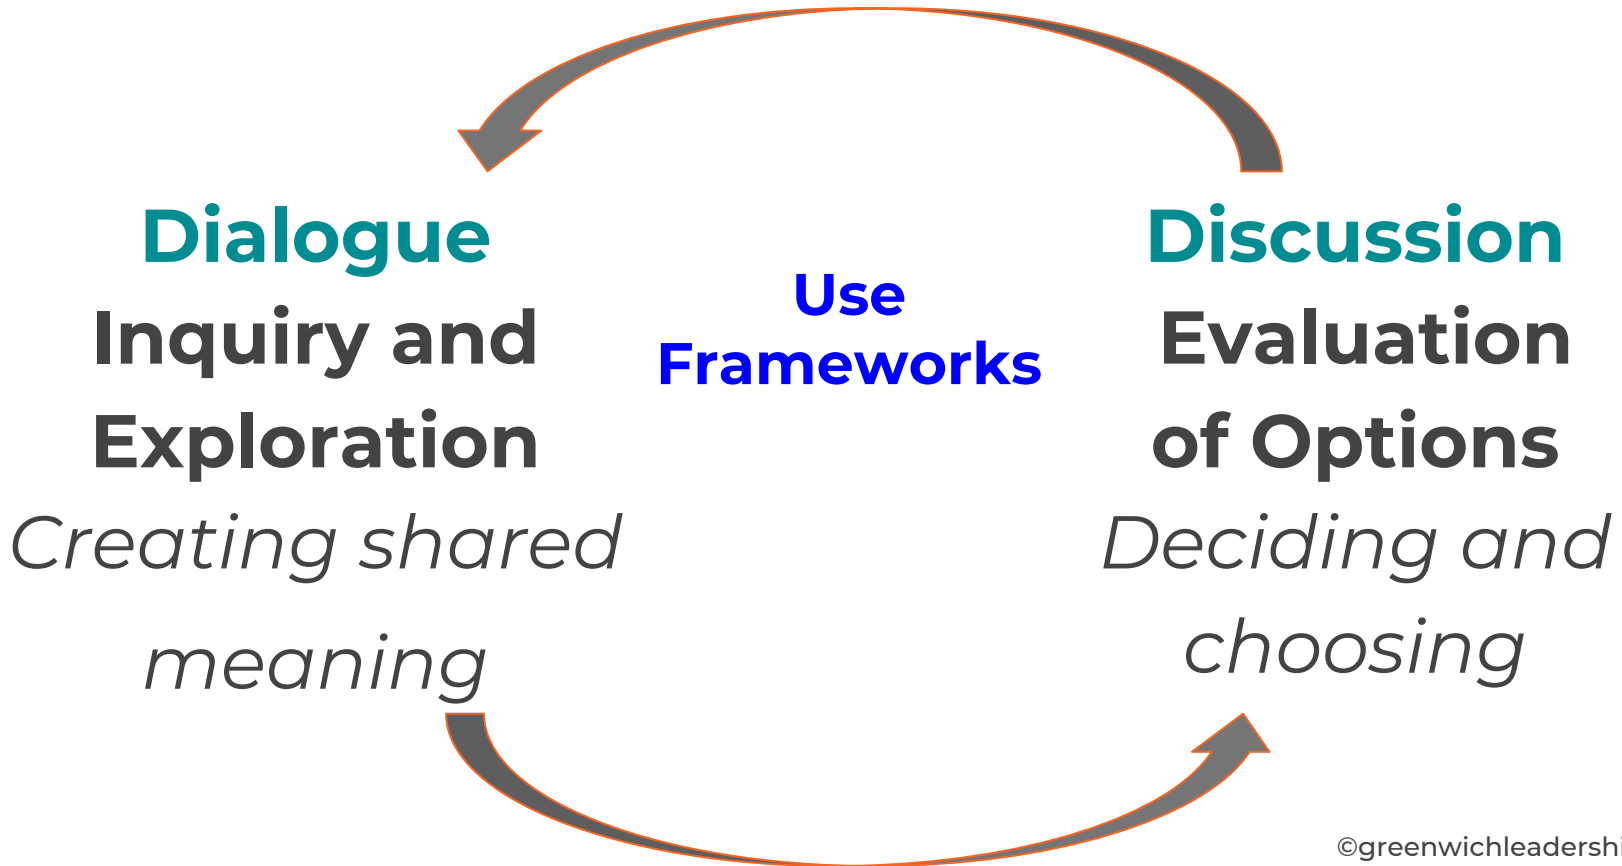 Dialogue
Inquiry and
Exploration
Creating shared
meaning
Use
Frameworks
Discussion
Evaluation
of Options
Deciding and
choosing
©greenwichleadershi